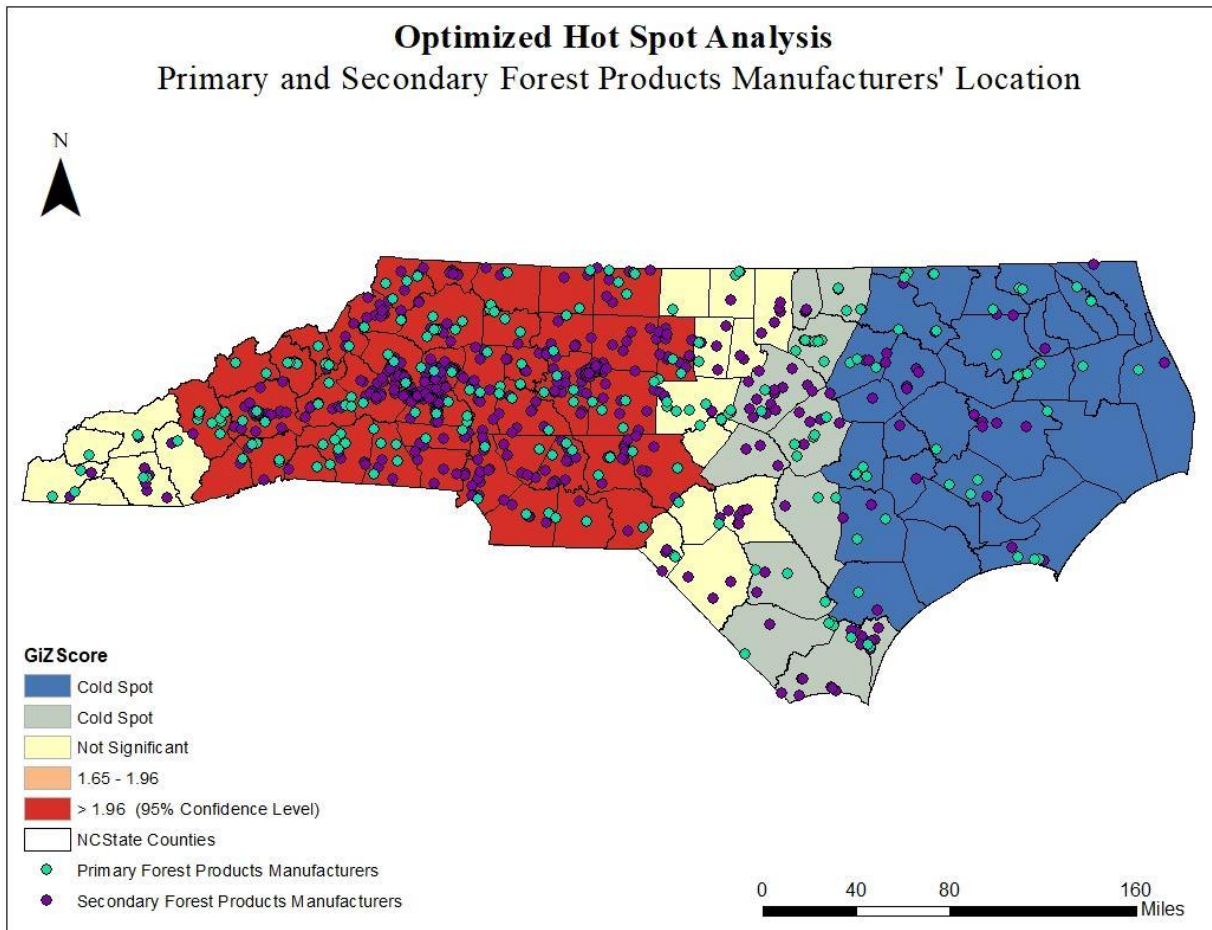 Optimized Hot Spot Analysis
Primary and Secondary Forest Products Manufacturers' Location
N
GiZScore
Cold Spot
Cold Spot
Not Significant
1.65 - 1.96
> 1.96 (95% Confidence Level)
NCState Counties
Primary Forest Products Manufacturers
Secondary Forest Products Manufacturers
0 40 80 160
Miles